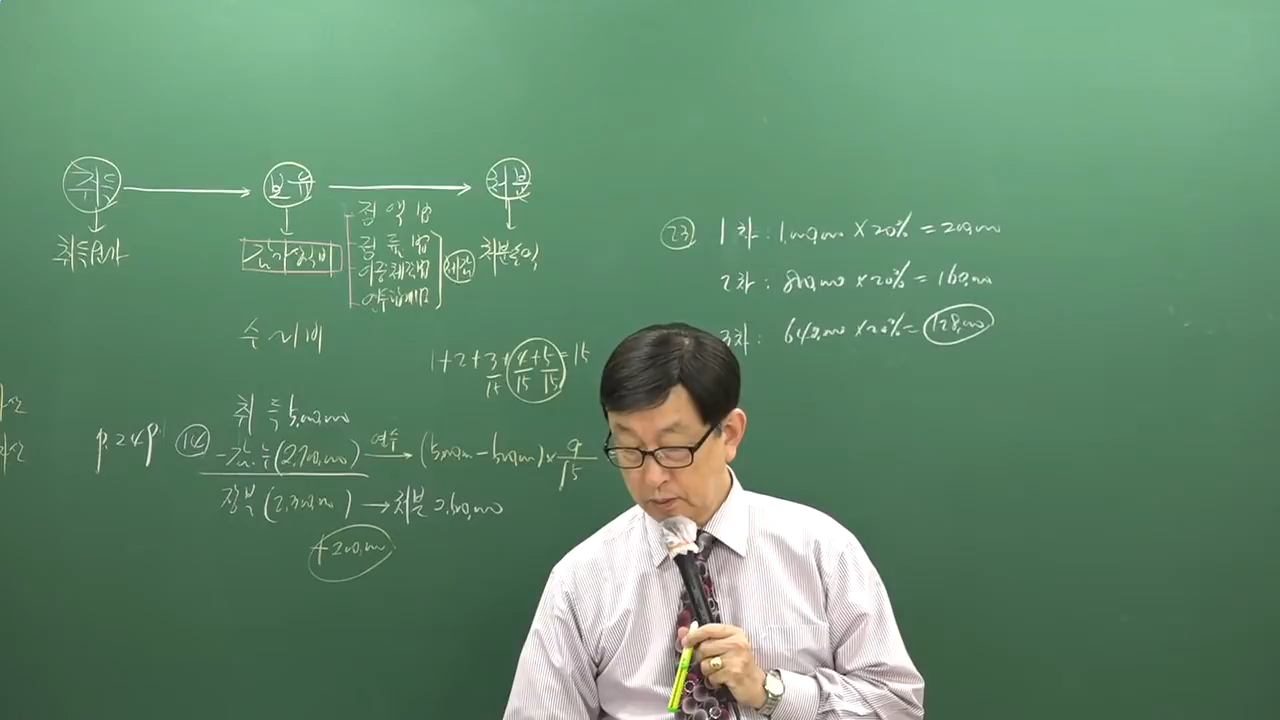 취득 → 보유 → 처분
취득원가
감가상각비
처분손익
정액법
정률법
이중체감법
연수합계법
체감
수선비
1+2+3+4+5=15
15 15 15
취득 5,000,000
p.248 -감·누(2,700,000) 연수 → (5,000,000-500,000)× 9/15
장부(2,300,000) → 처분 2,500,000
+200,000
23 1차: 1,000,000 × 20% = 200,000
2차: 800,000 × 20% = 160,000
3차: 640,000 × 20% = 128,000